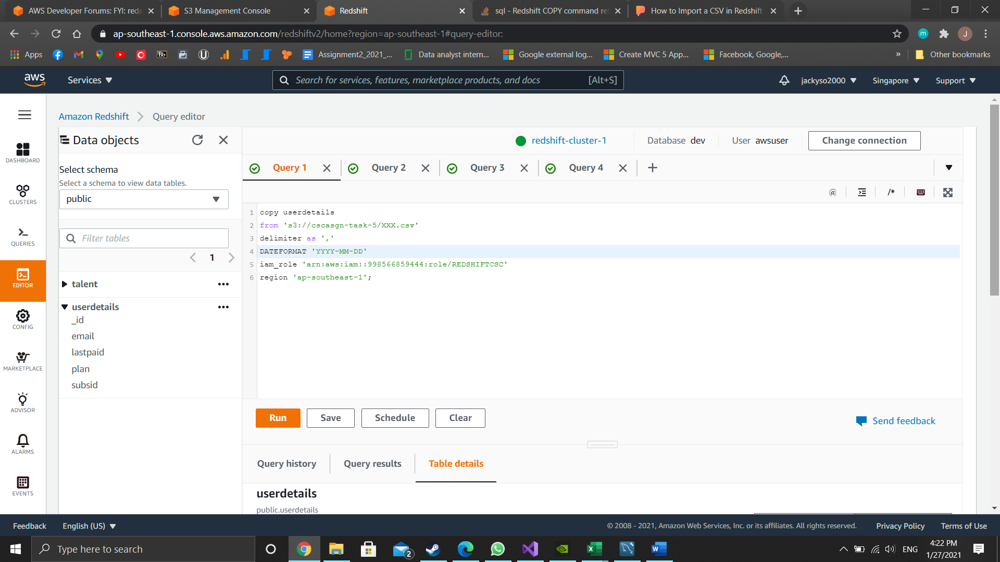 AWS Developer Forums: FYI: reds
S3 Management Console
Redshift
sql - Redshift COPY command ret
How to Import a CSV in Redshift
ap-southeast-1.console.aws.amazon.com/redshiftv2/home?region=ap-southeast-1#query-editor:
m
J
Apps
Bb
Assignment2_2021_...
Data analyst intern...
Google external log...
Create MVC 5 App...
Facebook, Google,...
»
Other bookmarks
aws
Services
Search for services, features, marketplace products, and docs
[Alt+S]
jackyso2000
Singapore
Support
Amazon Redshift
Query editor
Data objects
redshift-cluster-1
Database dev
User awsuser
Change connection
DASHBOARD
CLUSTERS
QUERIES
EDITOR
CONFIG
MARKETPLACE
ADVISOR
ALARMS
EVENTS
Select schema
Select a schema to view data tables.
public
Filter tables
1
talent
userdetails
_id
email
lastpaid
plan
subsid
Query 1
Query 2
Query 3
Query 4
@
/*
1 copy userdetails
2 from 's3://cscasgn-task-5/XXX.csv'
3 delimiter as ','
4 DATEFORMAT 'YYYY-MM-DD'
5 iam_role 'arn:aws:iam::998566859444:role/REDSHIFTCSC'
6 region 'ap-southeast-1';
Run
Save
Schedule
Clear
Send feedback
Query history
Query results
Table details
userdetails
public.userdetails
Feedback
English (US)
© 2008 - 2021, Amazon Web Services, Inc. or its affiliates. All rights reserved.
Privacy Policy
Terms of Use
Type here to search
2
ENG
4:22 PM
1/27/2021